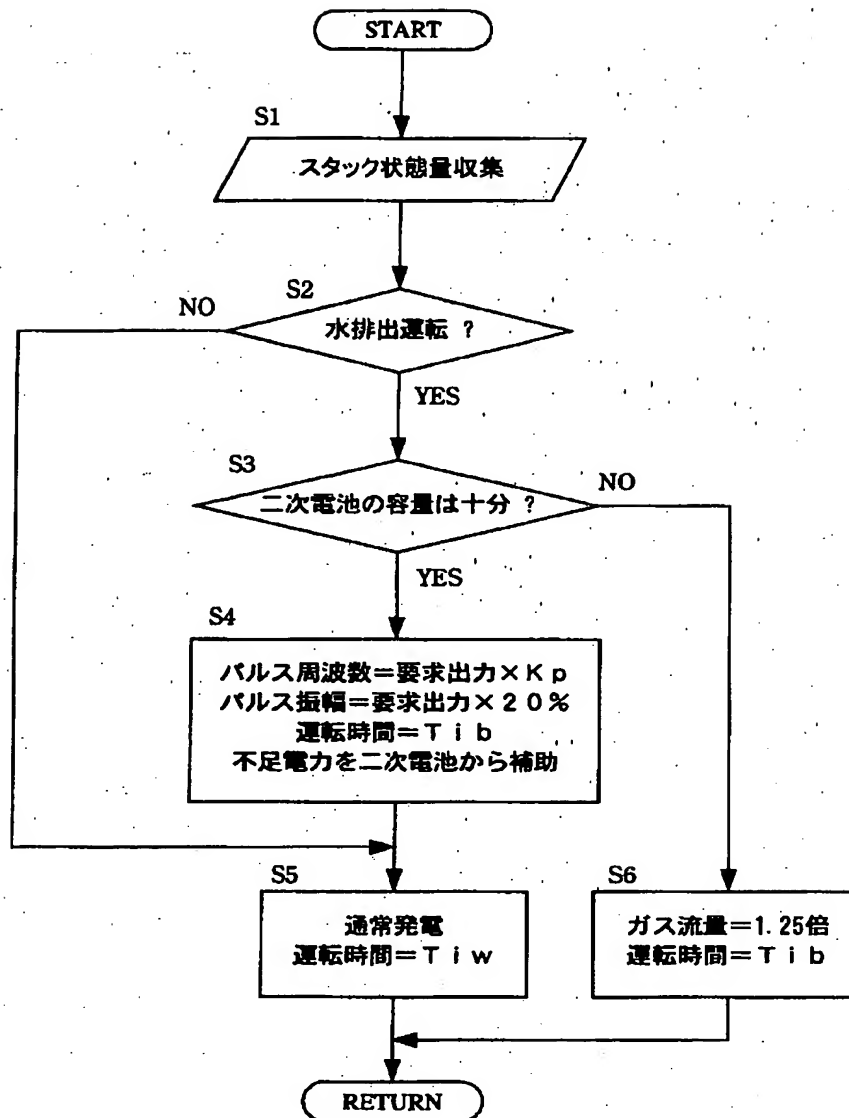 START
S1
スタック状態量収集
S2
NO
水排出運転 ?
YES
S3
NO
二次電池の容量は十分 ?
YES
S4
パルス周波数=要求出力×Kp
パルス振幅=要求出力×20%
運転時間=Tib
不足電力を二次電池から補助
S5
通常発電
運転時間=Tiw
S6
ガス流量=1.25倍
運転時間=Tib
RETURN